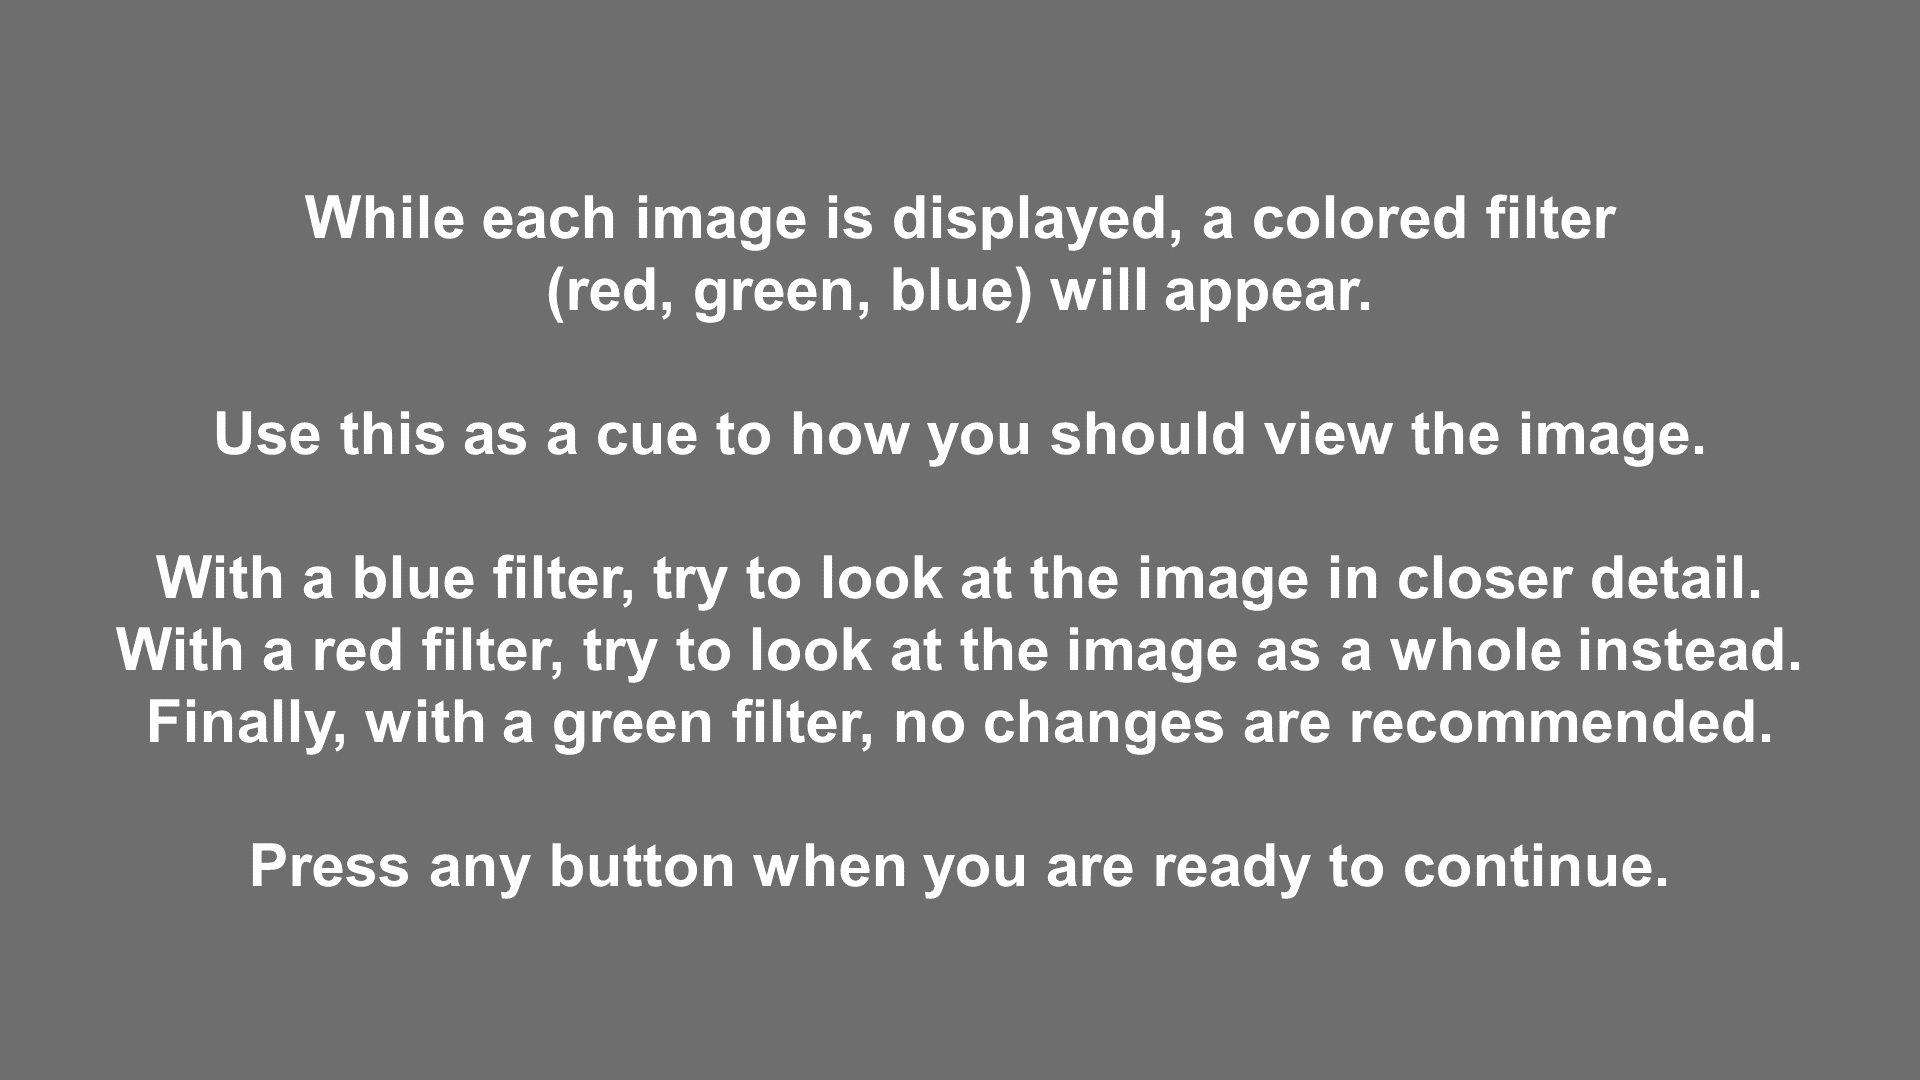 While each image is displayed, a colored filter
(red, green, blue) will appear.
Use this as a cue to how you should view the image.
With a blue filter, try to look at the image in closer detail.
With a red filter, try to look at the image as a whole instead.
Finally, with a green filter, no changes are recommended.
Press any button when you are ready to continue.